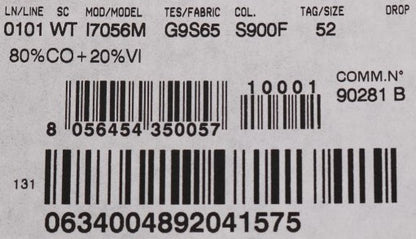 LN/LINE SC MOD/MODEL TES/FABRIC COL. TAG/SIZE DROP
0101 WT I7056M G9S65 S900F 52
80%CO+20%VI
10001
COMM.N°
90281 B
8 056454 350057
131
0634004892041575